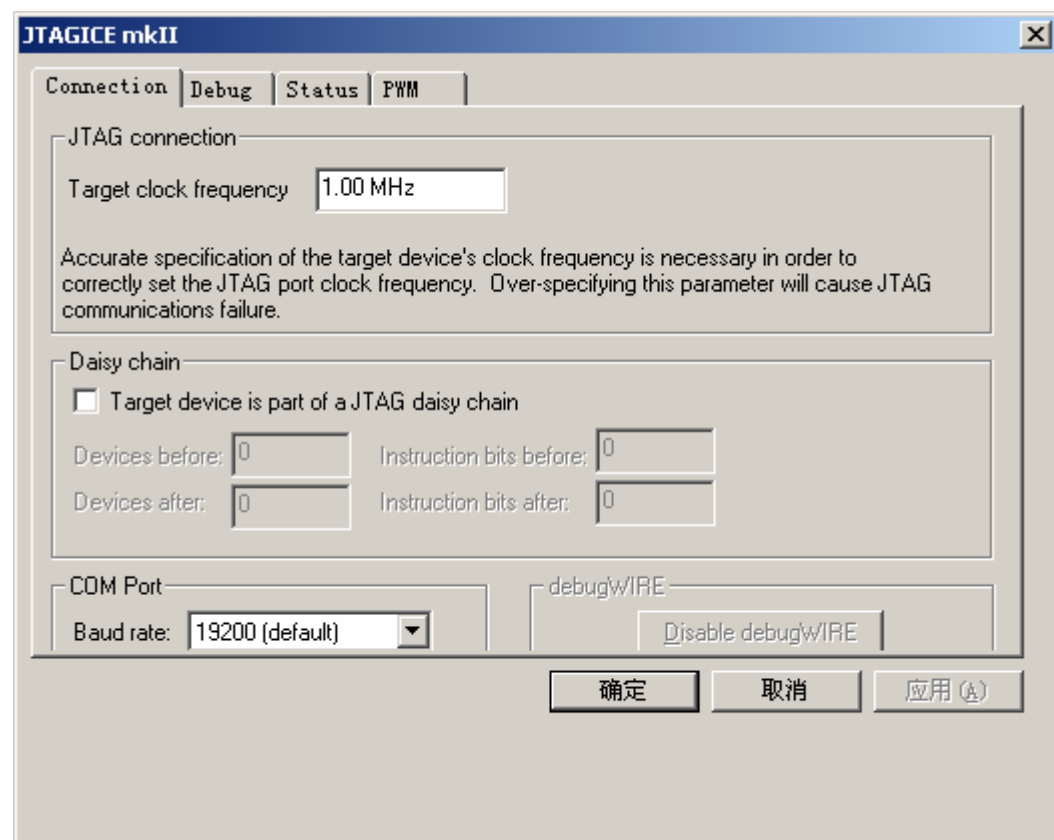 JTAGICE mkII
Connection Debug Status PWM
JTAG connection
Target clock frequency 1.00 MHz
Accurate specification of the target device's clock frequency is necessary in order to
correctly set the JTAG port clock frequency. Over-specifying this parameter will cause JTAG
communications failure.
Daisy chain
Target device is part of a JTAG daisy chain
Devices before: 0 Instruction bits before: 0
Devices after: 0 Instruction bits after: 0
COM Port debugWIRE
Baud rate: 19200 (default) Disable debugWIRE
确定 取消 应用(A)